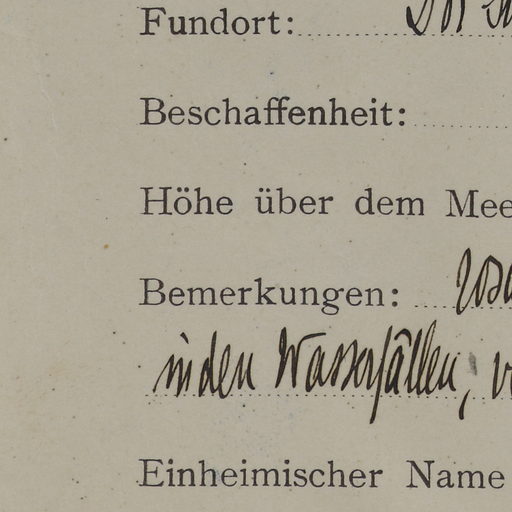 Fundort:
Beschaffenheit:
Höhe über dem Mee
Bemerkungen:
in den Wasserfällen,
Einheimischer Name